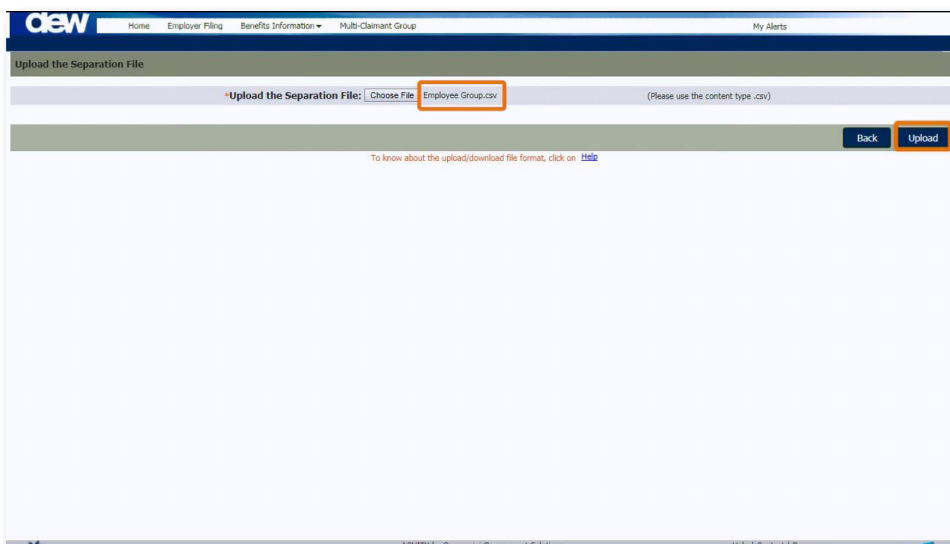 dew
Home Employer Filing Benefits Information Multi-Claimant Group My Alerts
Upload the Separation File
*Upload the Separation File: Choose File Employee Group.csv (Please use the content type .csv)
Back Upload
To know about the upload/download file format, click on Help